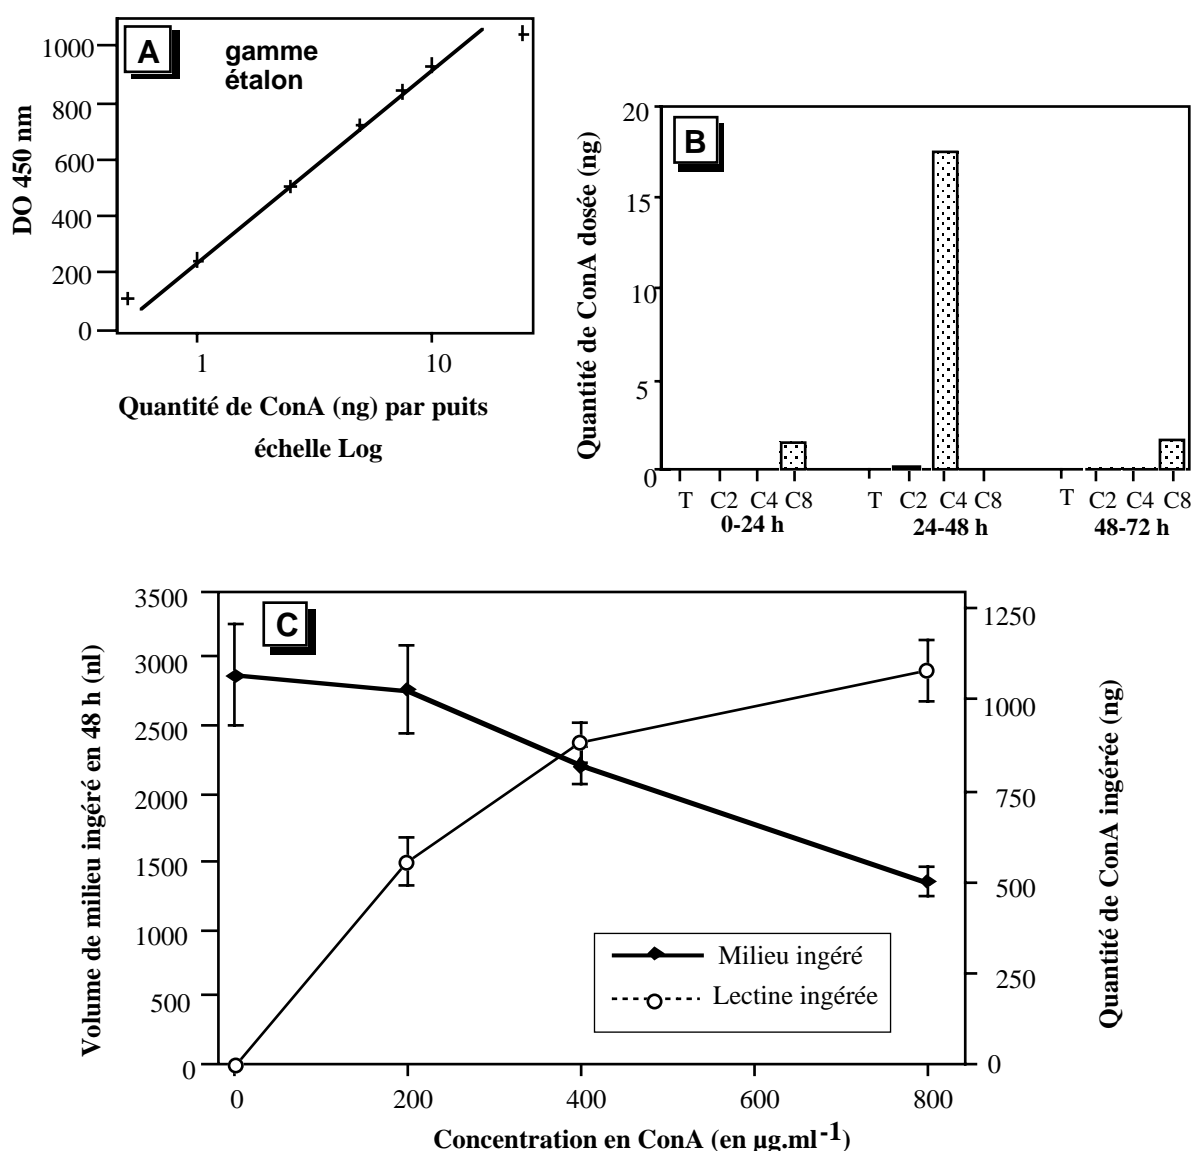 A
gamme
étalon
1000
800
600
400
200
0
DO 450 nm
1 10
Quantité de ConA (ng) par puits
échelle Log
B
20
15
10
5
0
Quantité de ConA dosée (ng)
T C2 C4 C8 T C2 C4 C8 T C2 C4 C8
0-24 h 24-48 h 48-72 h
C
3500
3000
2500
2000
1500
1000
500
0
Volume de milieu ingéré en 48 h (nl)
1250
1000
750
500
250
0
Quantité de ConA ingérée (ng)
Milieu ingéré
Lectine ingérée
0 200 400 600 800
Concentration en ConA (en µg.ml-1)